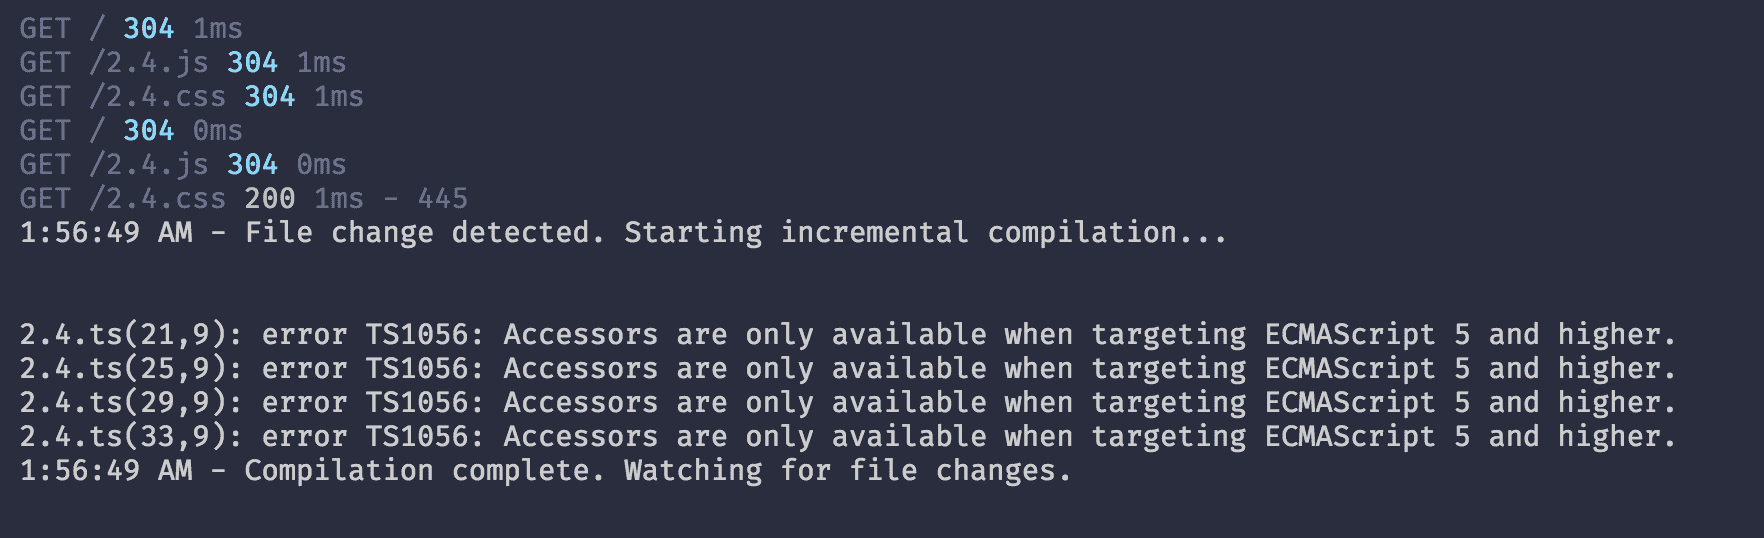 GET / 304 1ms
GET /2.4.js 304 1ms
GET /2.4.css 304 1ms
GET / 304 0ms
GET /2.4.js 304 0ms
GET /2.4.css 200 1ms - 445
1:56:49 AM - File change detected. Starting incremental compilation...
2.4.ts(21,9): error TS1056: Accessors are only available when targeting ECMAScript 5 and higher.
2.4.ts(25,9): error TS1056: Accessors are only available when targeting ECMAScript 5 and higher.
2.4.ts(29,9): error TS1056: Accessors are only available when targeting ECMAScript 5 and higher.
2.4.ts(33,9): error TS1056: Accessors are only available when targeting ECMAScript 5 and higher.
1:56:49 AM - Compilation complete. Watching for file changes.